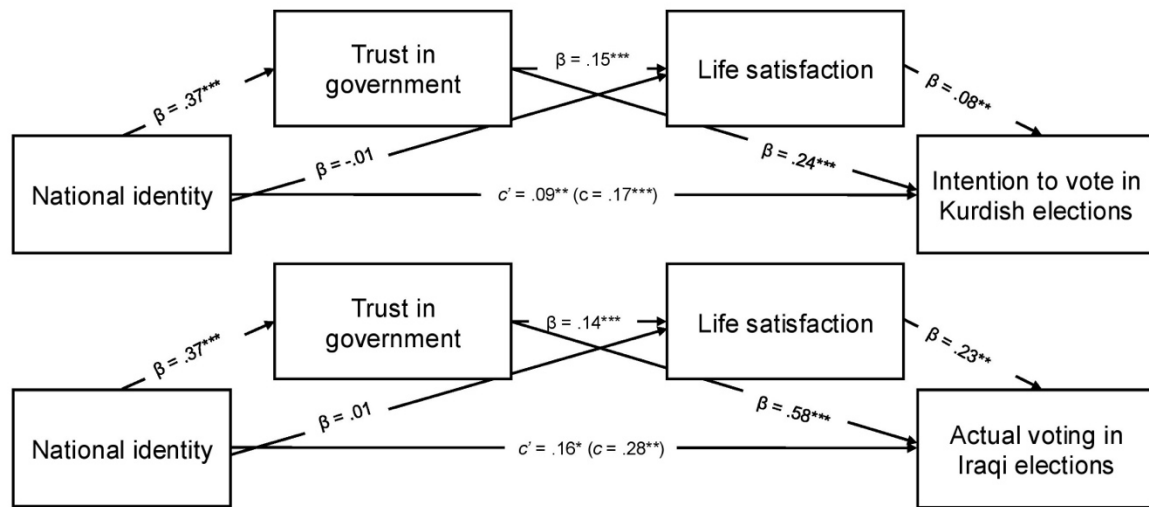 Trust in
government
β = .15***
Life satisfaction
β = .37***
β = .08**
β = -.01
β = .24***
National identity
c' = .09** (c = .17***)
Intention to vote in
Kurdish elections
Trust in
government
β = .14***
Life satisfaction
β = .37***
β = .23**
β = .01
β = .58***
National identity
c' = .16* (c = .28**)
Actual voting in
Iraqi elections